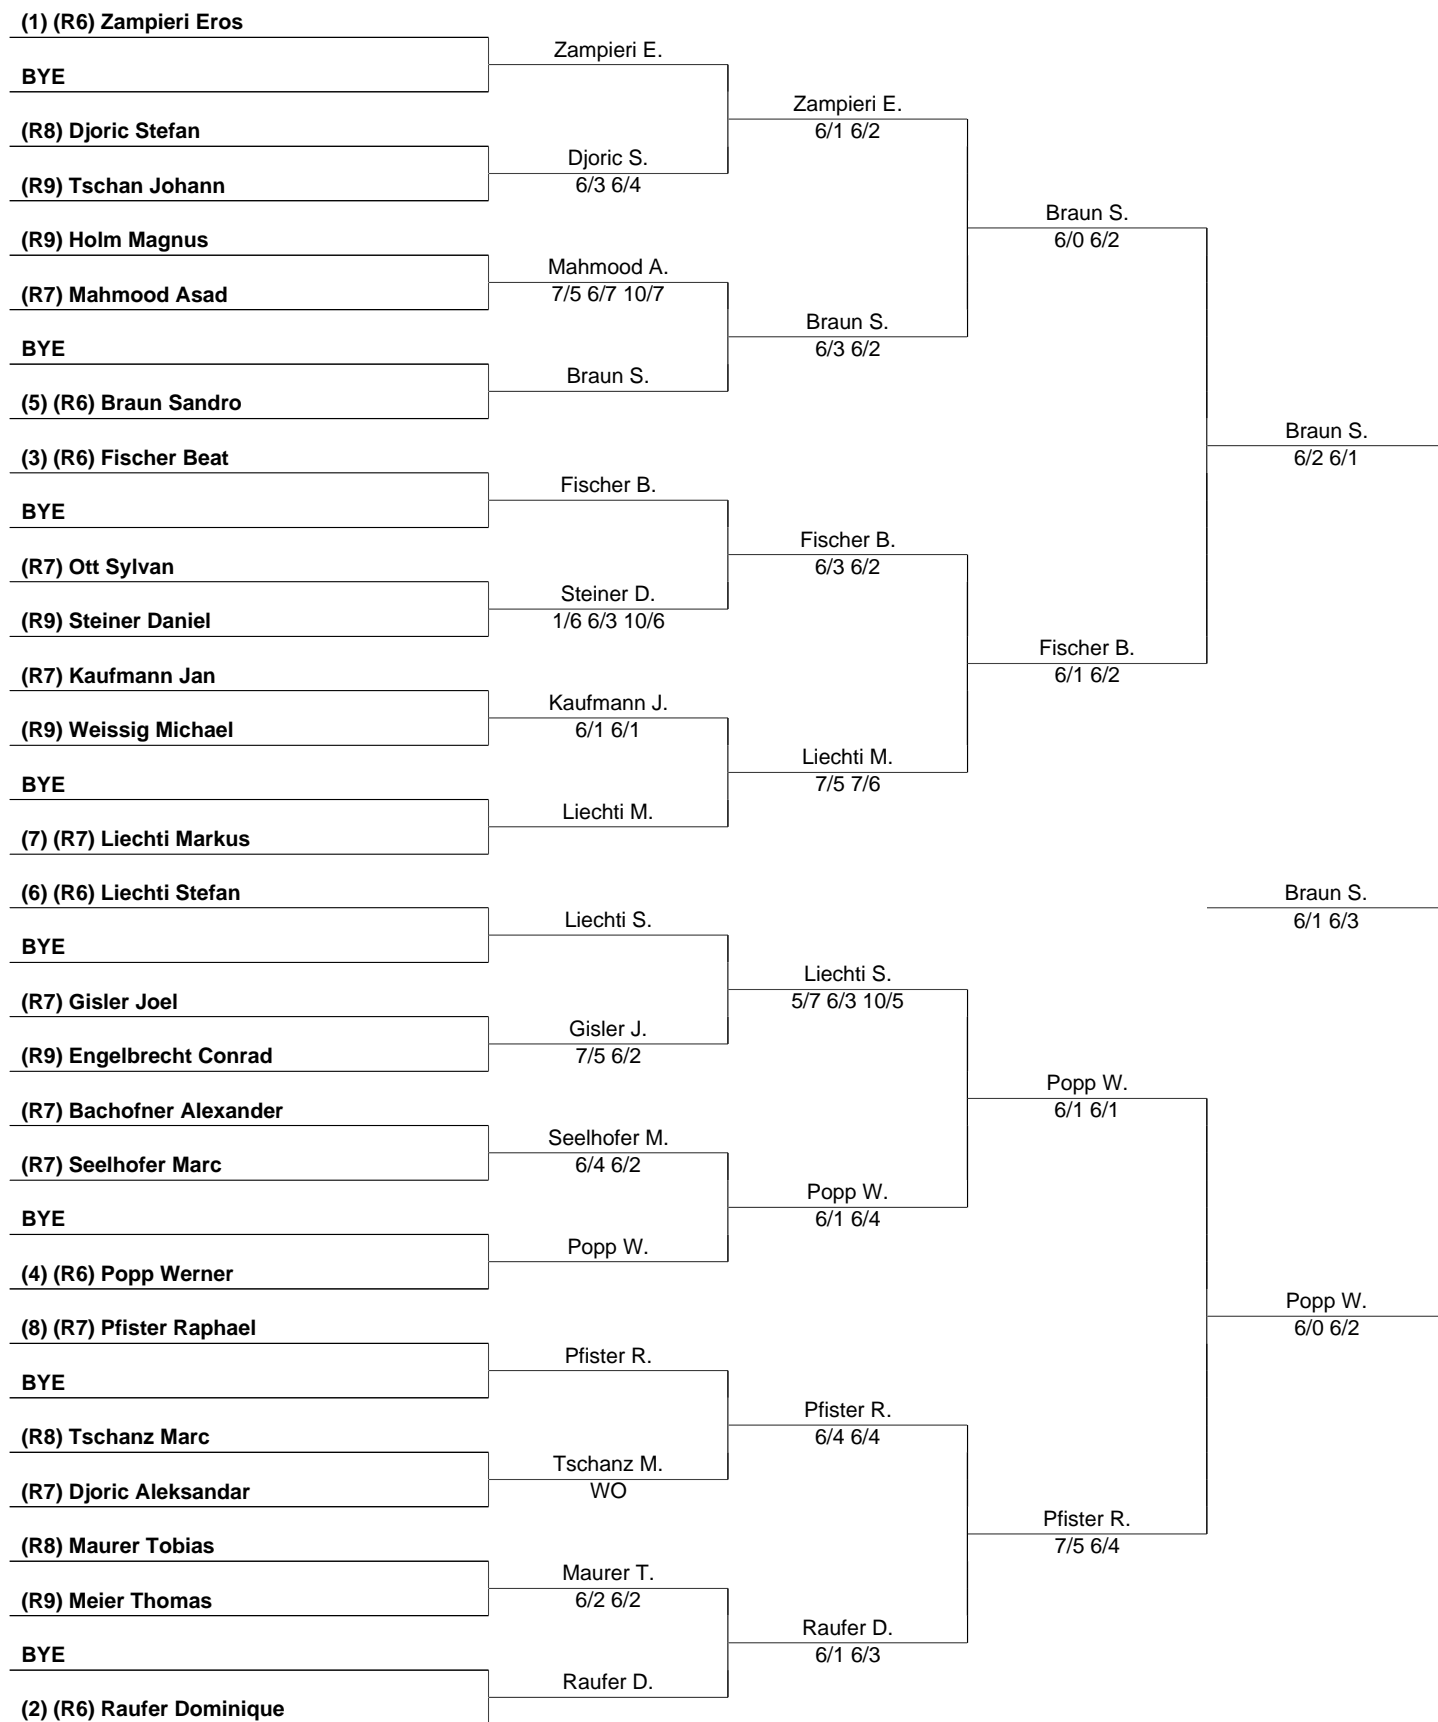 (1) (R6) Zampieri Eros
BYE
(R8) Djoric Stefan
(R9) Tschan Johann
(R9) Holm Magnus
(R7) Mahmood Asad
BYE
(5) (R6) Braun Sandro
(3) (R6) Fischer Beat
BYE
(R7) Ott Sylvan
(R9) Steiner Daniel
(R7) Kaufmann Jan
(R9) Weissig Michael
BYE
(7) (R7) Liechti Markus
(6) (R6) Liechti Stefan
BYE
(R7) Gisler Joel
(R9) Engelbrecht Conrad
(R7) Bachofner Alexander
(R7) Seelhofer Marc
BYE
(4) (R6) Popp Werner
(8) (R7) Pfister Raphael
BYE
(R8) Tschanz Marc
(R7) Djoric Aleksandar
(R8) Maurer Tobias
(R9) Meier Thomas
BYE
(2) (R6) Raufer Dominique
Zampieri E.
Djoric S.
6/3 6/4
Mahmood A.
7/5 6/7 10/7
Braun S.
Fischer B.
Steiner D.
1/6 6/3 10/6
Kaufmann J.
6/1 6/1
Liechti M.
Liechti S.
Gisler J.
7/5 6/2
Seelhofer M.
6/4 6/2
Popp W.
Pfister R.
Tschanz M.
WO
Maurer T.
6/2 6/2
Raufer D.
Zampieri E.
6/1 6/2
Braun S.
6/3 6/2
Fischer B.
6/3 6/2
Liechti M.
7/5 7/6
Liechti S.
5/7 6/3 10/5
Popp W.
6/1 6/4
Pfister R.
6/4 6/4
Raufer D.
6/1 6/3
Braun S.
6/0 6/2
Fischer B.
6/1 6/2
Popp W.
6/1 6/1
Pfister R.
7/5 6/4
Braun S.
6/2 6/1
Braun S.
6/1 6/3
Popp W.
6/0 6/2